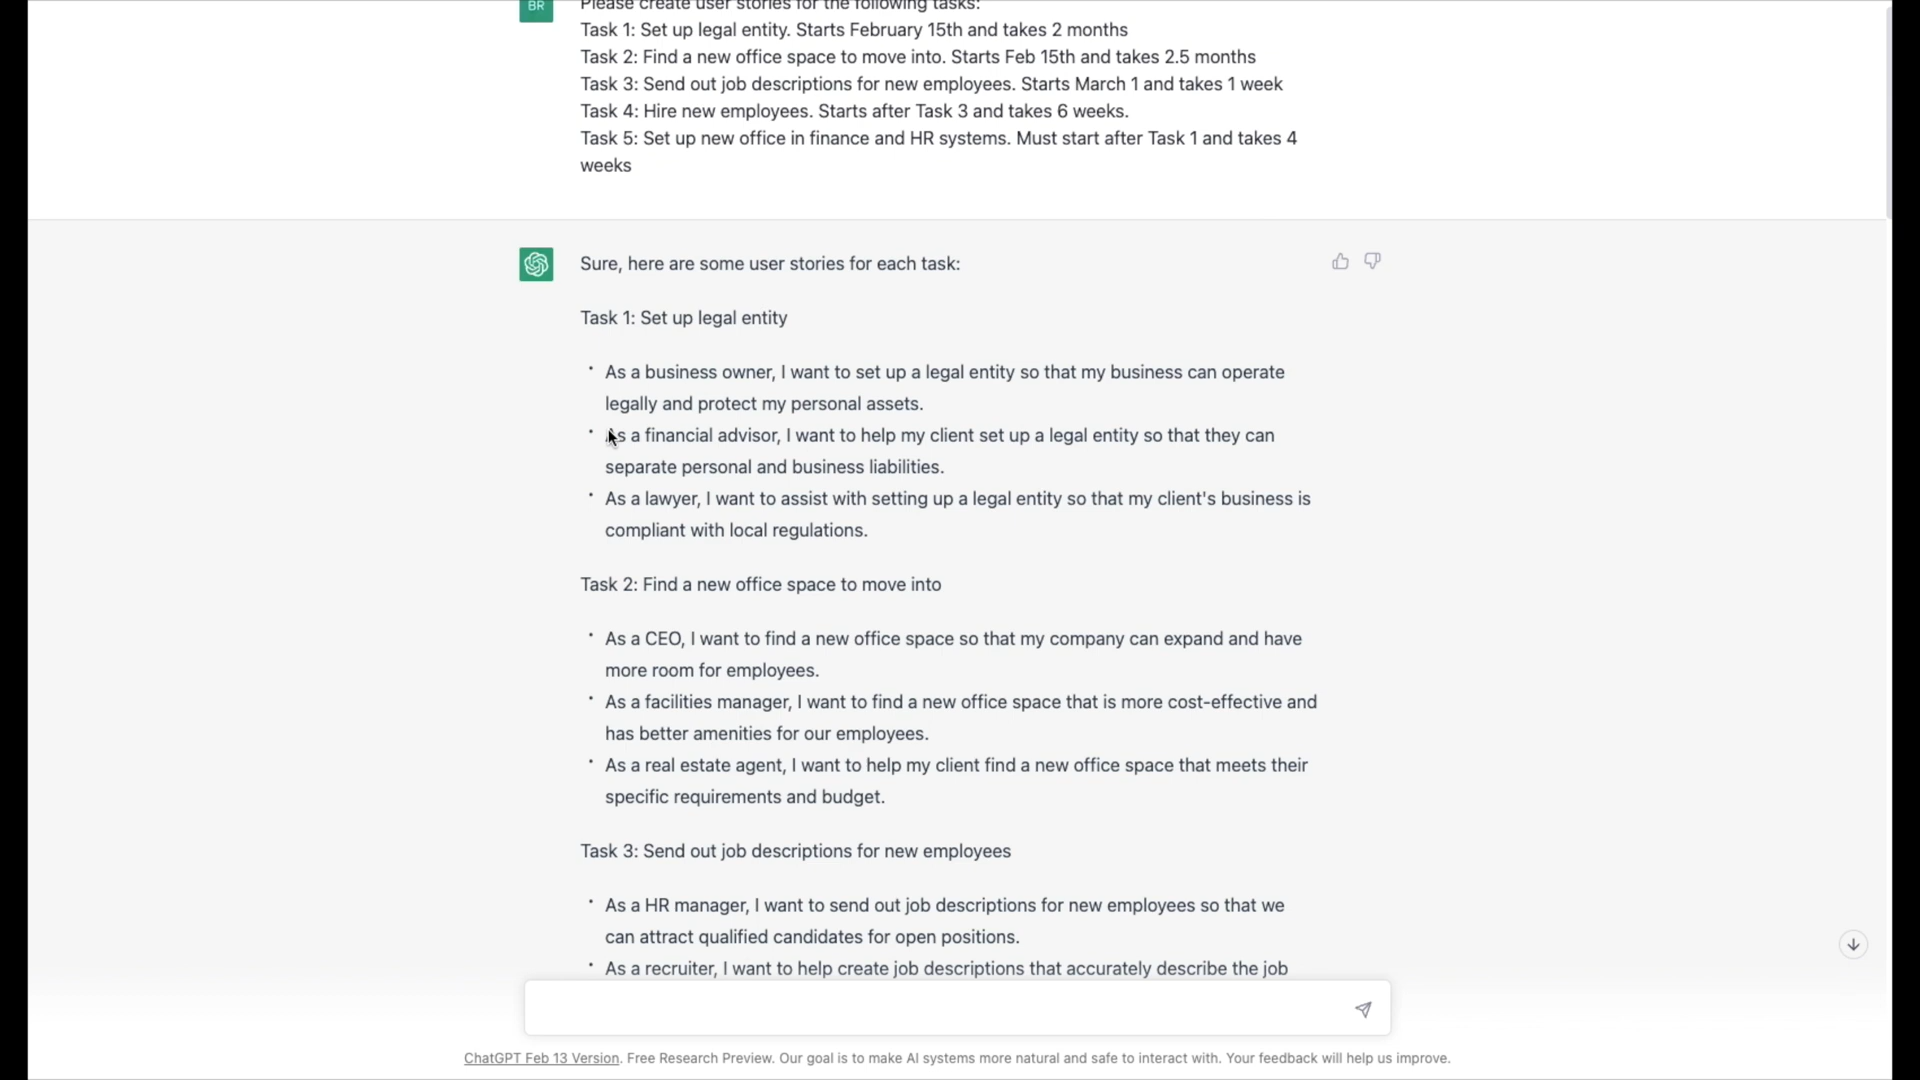 BR
Please create user stories for the following tasks:
Task 1: Set up legal entity. Starts February 15th and takes 2 months
Task 2: Find a new office space to move into. Starts Feb 15th and takes 2.5 months
Task 3: Send out job descriptions for new employees. Starts March 1 and takes 1 week
Task 4: Hire new employees. Starts after Task 3 and takes 6 weeks.
Task 5: Set up new office in finance and HR systems. Must start after Task 1 and takes 4
weeks
Sure, here are some user stories for each task:
Task 1: Set up legal entity
As a business owner, I want to set up a legal entity so that my business can operate
legally and protect my personal assets.
As a financial advisor, I want to help my client set up a legal entity so that they can
separate personal and business liabilities.
As a lawyer, I want to assist with setting up a legal entity so that my client's business is
compliant with local regulations.
Task 2: Find a new office space to move into
As a CEO, I want to find a new office space so that my company can expand and have
more room for employees.
As a facilities manager, I want to find a new office space that is more cost-effective and
has better amenities for our employees.
As a real estate agent, I want to help my client find a new office space that meets their
specific requirements and budget.
Task 3: Send out job descriptions for new employees
As a HR manager, I want to send out job descriptions for new employees so that we
can attract qualified candidates for open positions.
As a recruiter, I want to help create job descriptions that accurately describe the job
ChatGPT Feb 13 Version. Free Research Preview. Our goal is to make AI systems more natural and safe to interact with. Your feedback will help us improve.